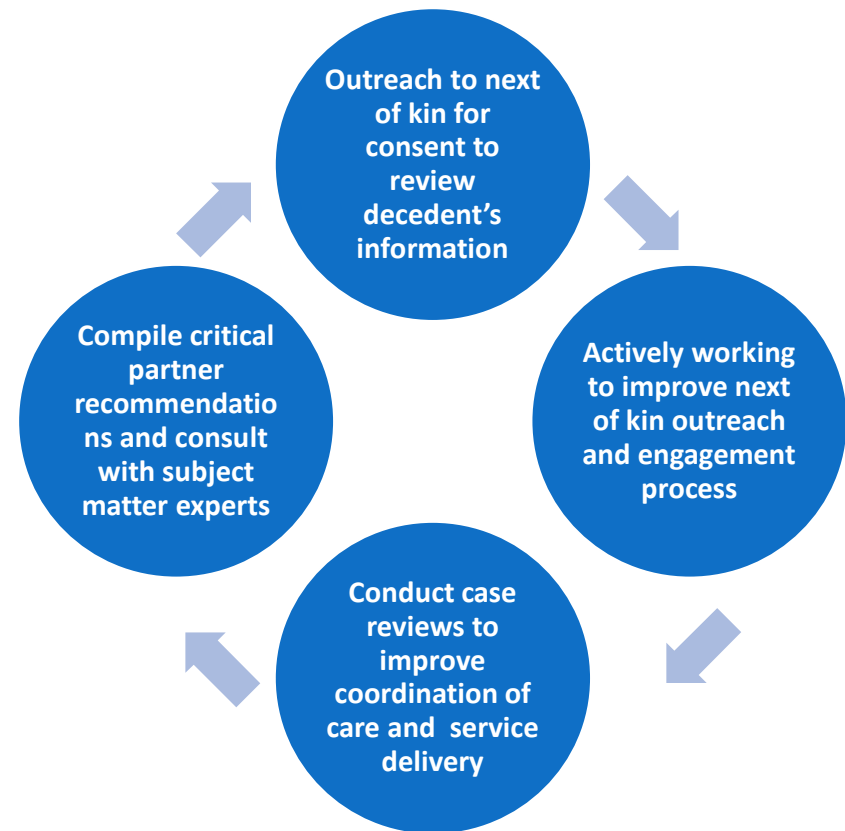 Outreach to next
of kin for
consent to
review
decedent’s
information
Actively working
to improve next
of kin outreach
and engagement
process
Conduct case
reviews to
improve
coordination of
care and  service
delivery
Compile critical
partner
recommendatio
ns and consult
with subject
matter experts